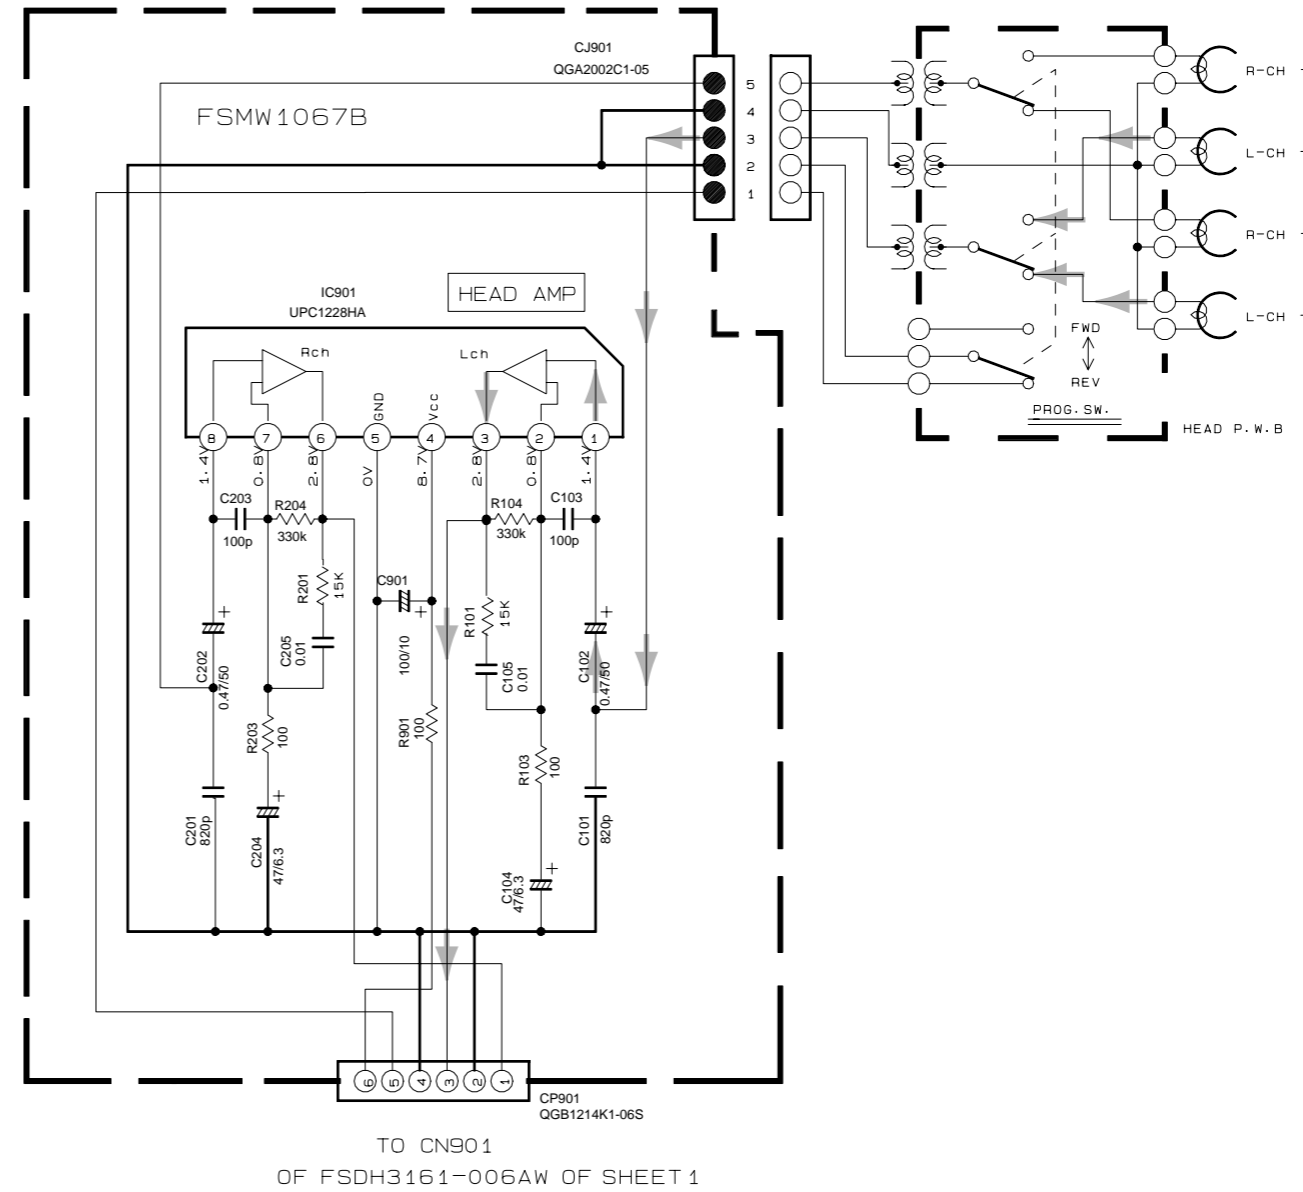 CJ901
QGA2002C1-05
FSMW1067B
5
4
3
2
1
R-CH
L-CH
R-CH
L-CH
FWD
REV
PROG. SW.
HEAD P.W.B
HEAD AMP
IC901
UPC1228HA
Rch
Lch
GND
Vcc
8
7
6
5
4
3
2
1
1.4V
0.8V
2.8V
0V
8.7V
2.8V
0.8V
1.4V
C203
100p
R204
330k
R104
330k
C103
100p
R201
15K
C901
100/10
R101
15K
C205
0.01
C202
0.47/50
C105
0.01
C102
0.47/50
R203
100
R901
100
R103
100
C201
820p
C204
47/6.3
C101
820p
C104
47/6.3
+
+
+
+
+
6
5
4
3
2
1
CP901
QGB1214K1-06S
TO CN901
OF FSDH3161-006AW OF SHEET 1